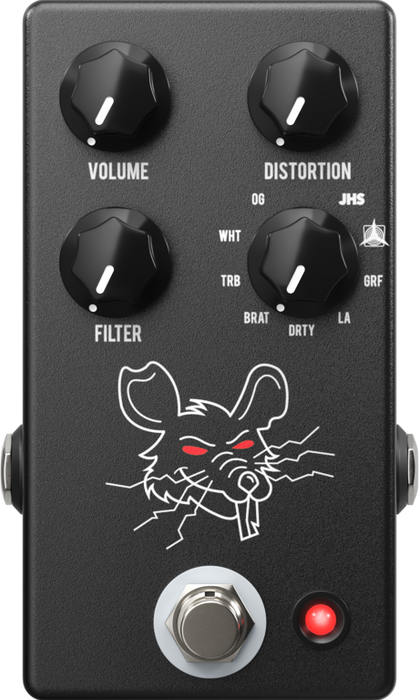 VOLUME
DISTORTION
OG
JHS
WHT
TRB
GRF
BRAT
DRTY
LA
FILTER